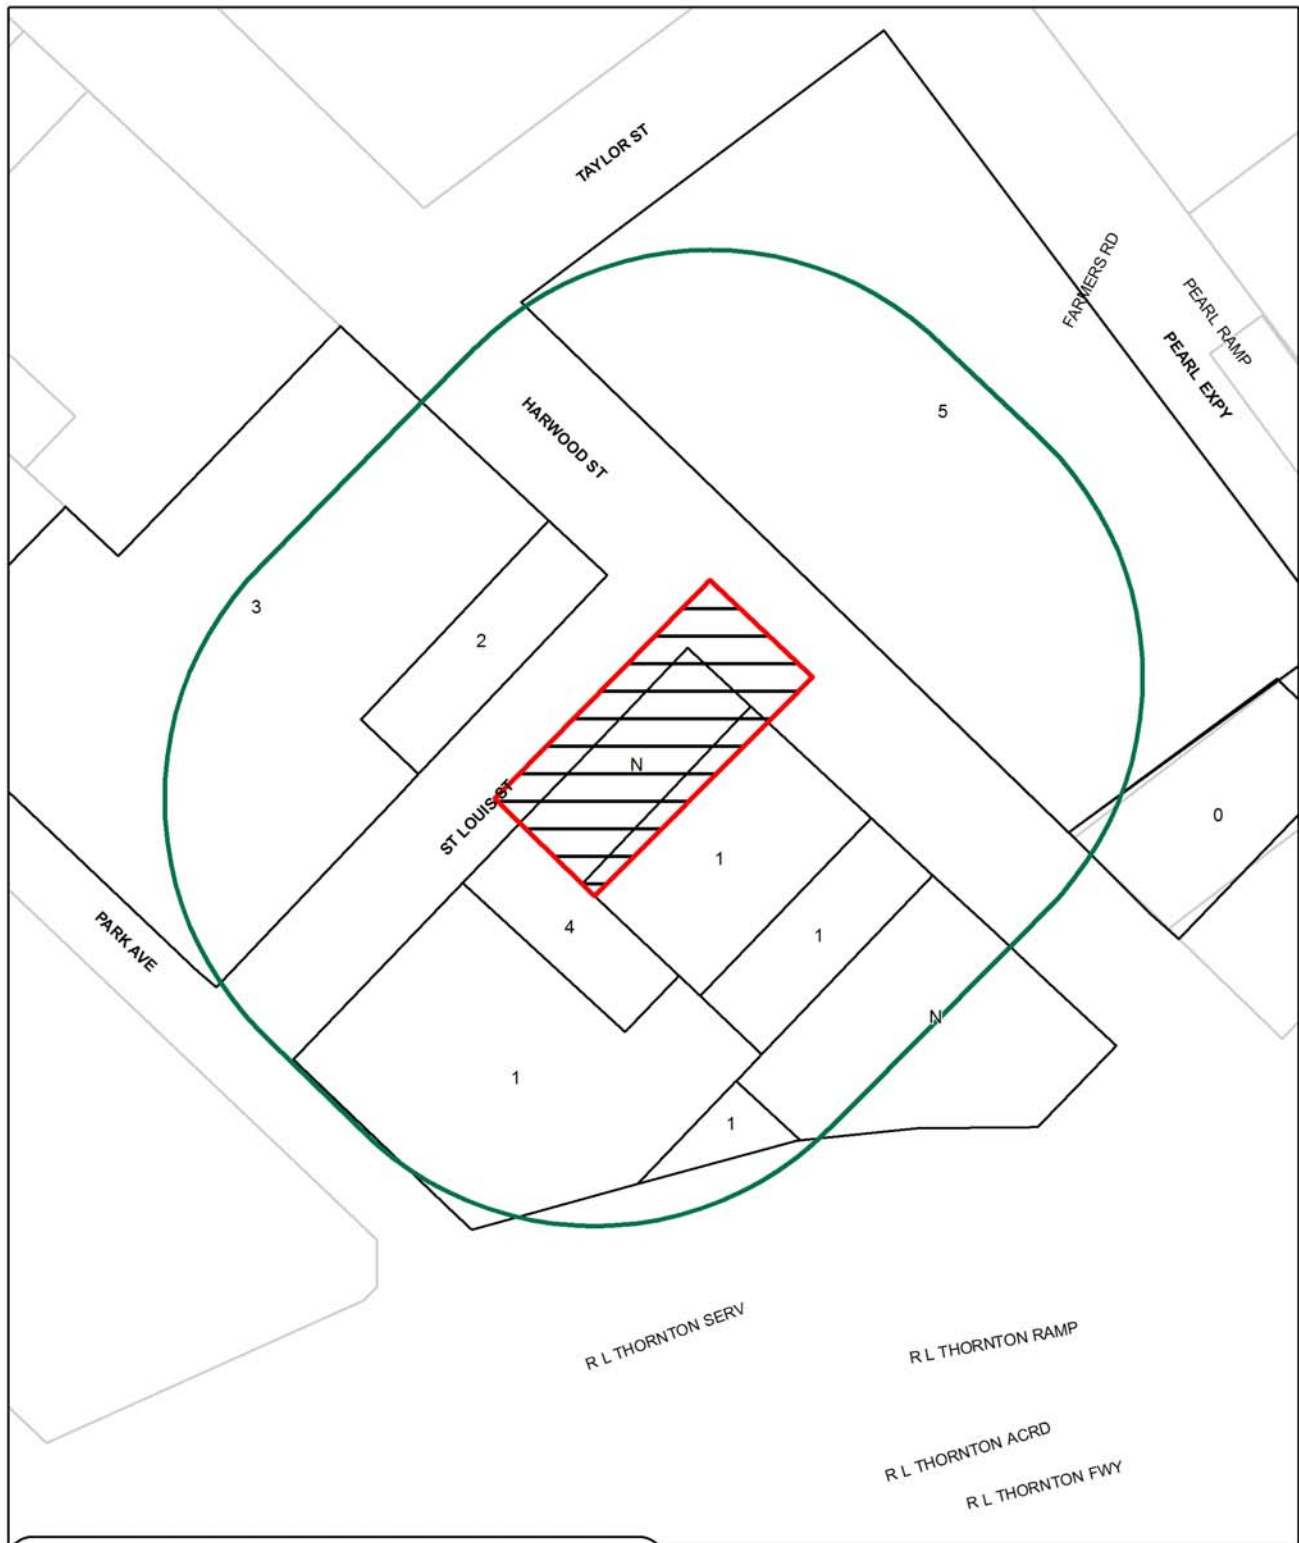 TAYLOR ST
FARMERS RD
PEARL RAMP
PEARL EXPY
HARWOOD ST
5
3
2
N
ST LOUIS ST
0
1
4
1
PARK AVE
N
1
1
R L THORNTON SERV
R L THORNTON RAMP
R L THORNTON ACRD
R L THORNTON FWY